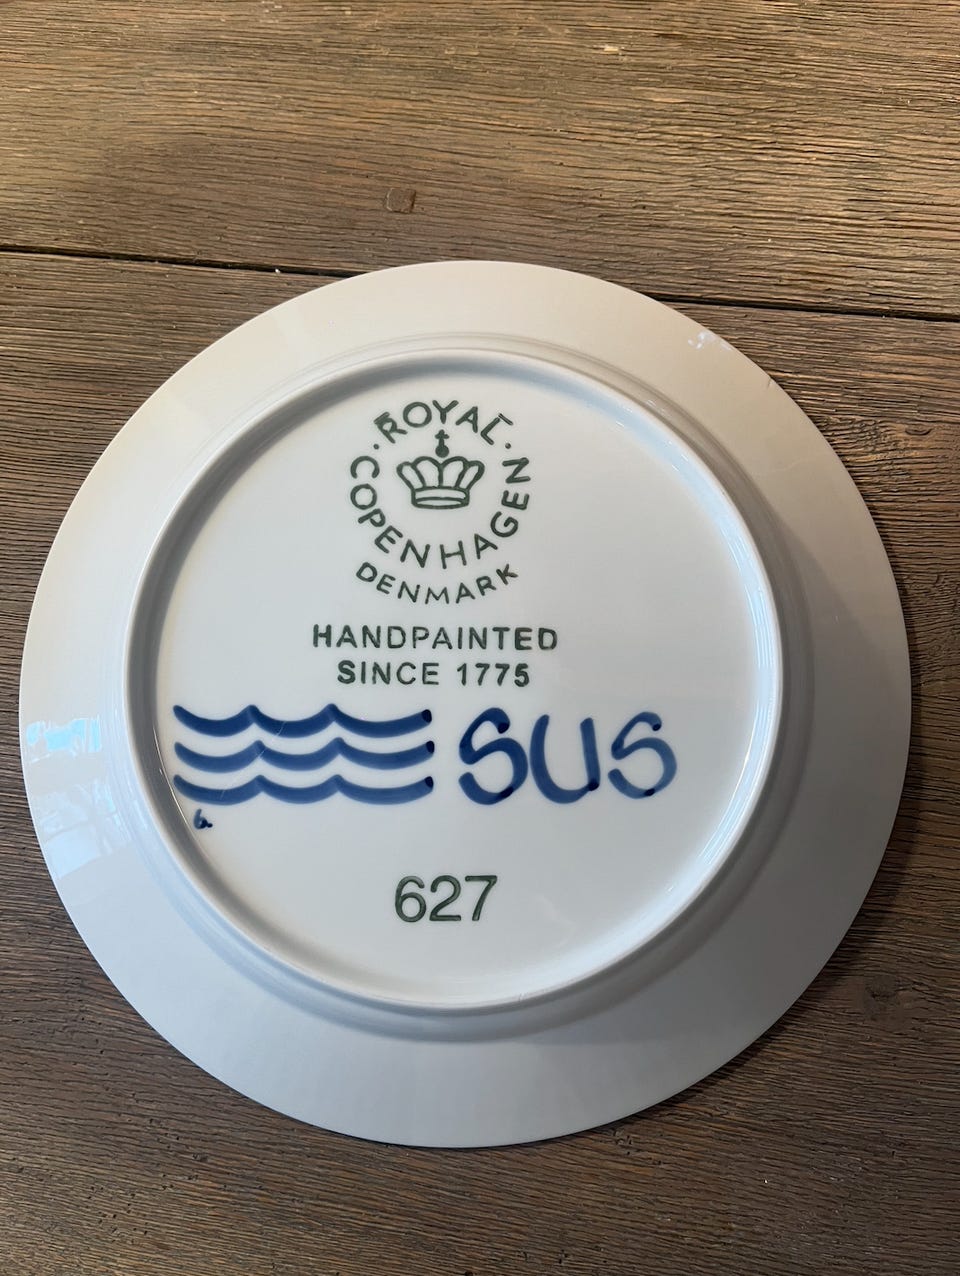 · ROYAL ·
COPENHAGEN
DENMARK
HANDPAINTED
SINCE 1775
SUS
627